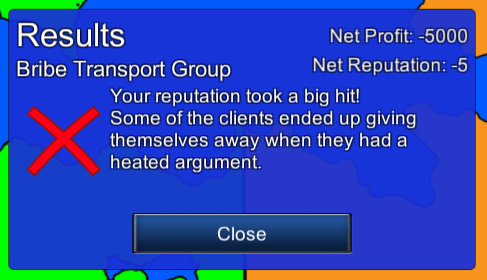 Results
Net Profit: -5000
Bribe Transport Group
Net Reputation: -5
Your reputation took a big hit!
Some of the clients ended up giving
themselves away when they had a
heated argument.
Close